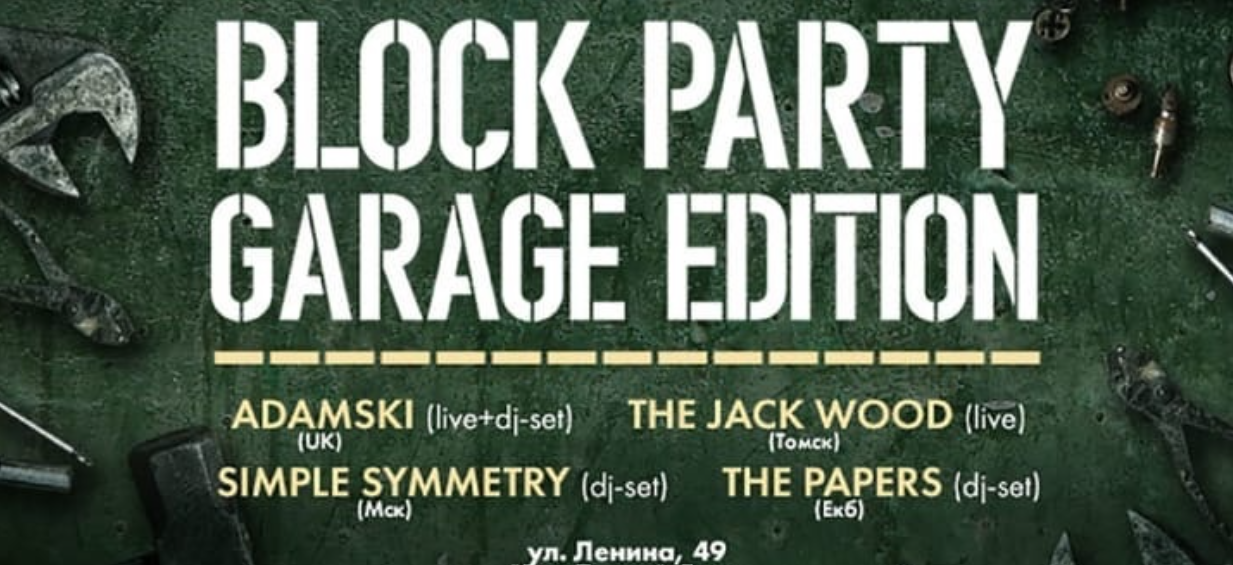 BLOCK PARTY
GARAGE EDITION
ADAMSKI (live+dj-set) THE JACK WOOD (live)
(UK) (Томск)
SIMPLE SYMMETRY (dj-set) THE PAPERS (dj-set)
(Мск) (Екб)
ул. Ленина, 49